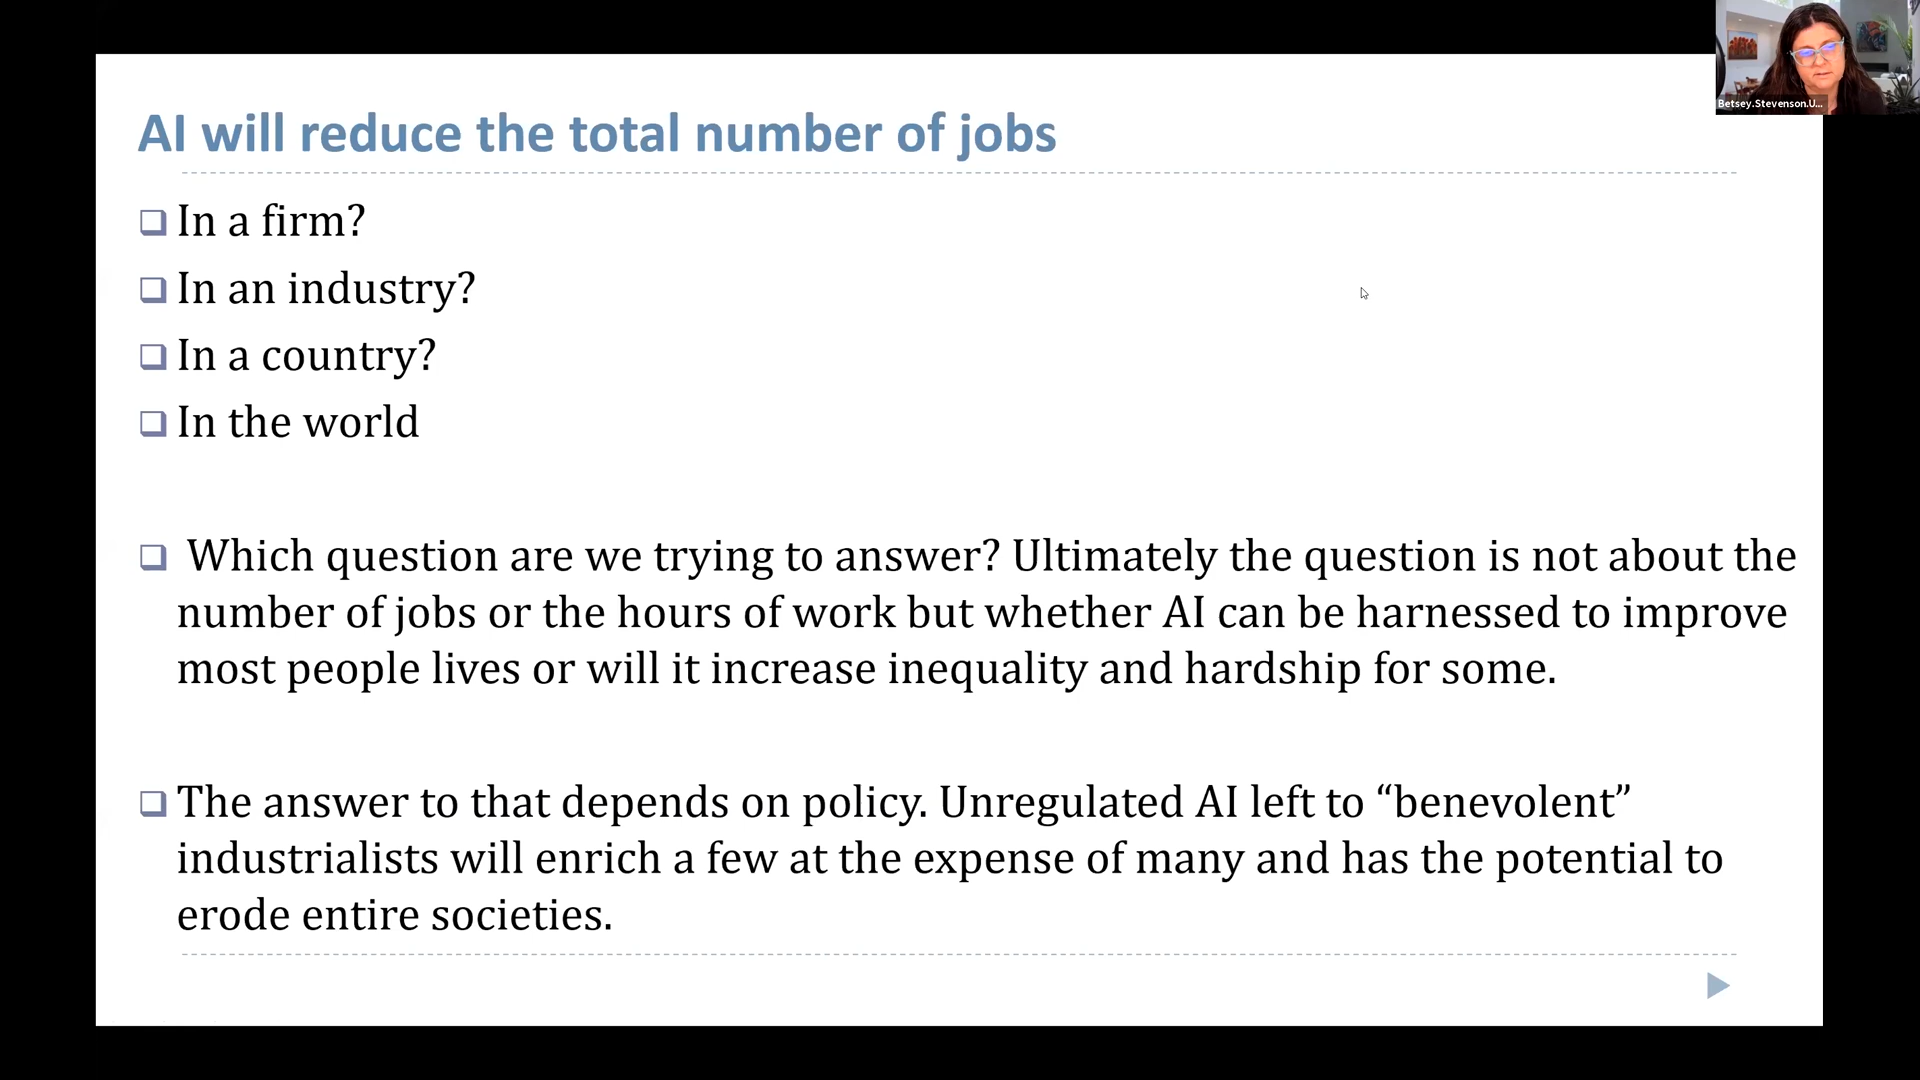 Betsey.Stevenson.U...
AI will reduce the total number of jobs
In a firm?
In an industry?
In a country?
In the world
Which question are we trying to answer? Ultimately the question is not about the
number of jobs or the hours of work but whether AI can be harnessed to improve
most people lives or will it increase inequality and hardship for some.
The answer to that depends on policy. Unregulated AI left to “benevolent”
industrialists will enrich a few at the expense of many and has the potential to
erode entire societies.